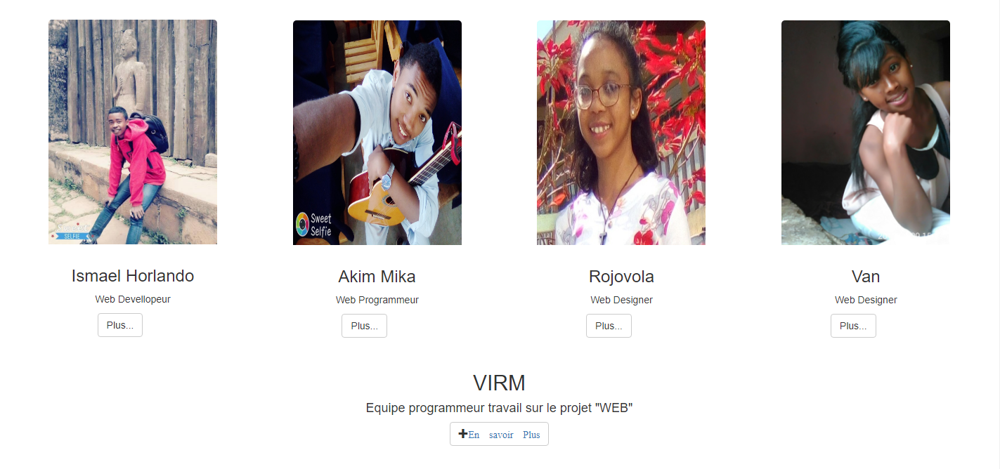 Sweet
Selfie
SELFIE
Ismael Horlando
Akim Mika
Rojovola
Van
Web Devellopeur
Web Programmeur
Web Designer
Web Designer
Plus...
Plus...
Plus...
Plus...
VIRM
Equipe programmeur travail sur le projet "WEB"
En savoir Plus